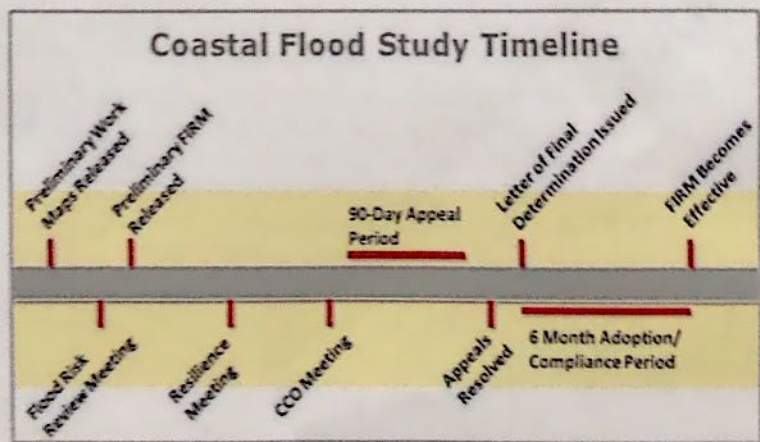 Coastal Flood Study Timeline
Preliminary Work
Maps Released
Preliminary FIRM
Released
90-Day Appeal
Period
Letter of Final
Determination Issued
FIRM Becomes
Effective
Flood Risk
Review Meeting
Resilience
Meeting
CCO Meeting
Appeals
Resolved
6 Month Adoption/
Compliance Period